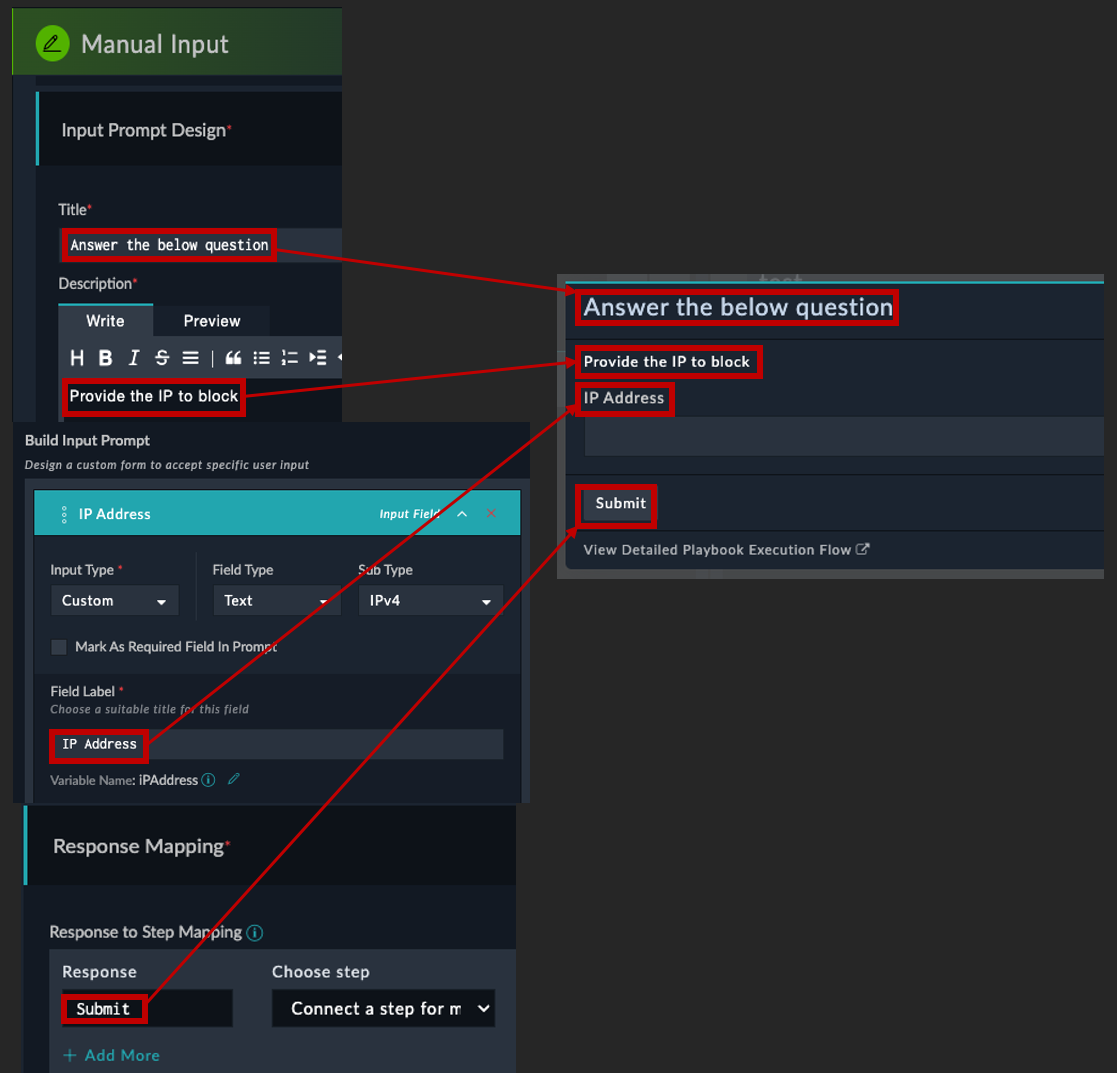 Manual Input
Input Prompt Design*
Title*
Answer the below question
Description*
Write Preview
H B I S
Provide the IP to block
Build Input Prompt
Design a custom form to accept specific user input
IP Address Input Field
Input Type * Field Type Sub Type
Custom Text IPv4
Mark As Required Field In Prompt
Field Label *
Choose a suitable title for this field
IP Address
Variable Name: iPAddress
Response Mapping*
Response to Step Mapping
Response Choose step
Submit Connect a step for m
+ Add More
test
Answer the below question
Provide the IP to block
IP Address
Submit
View Detailed Playbook Execution Flow